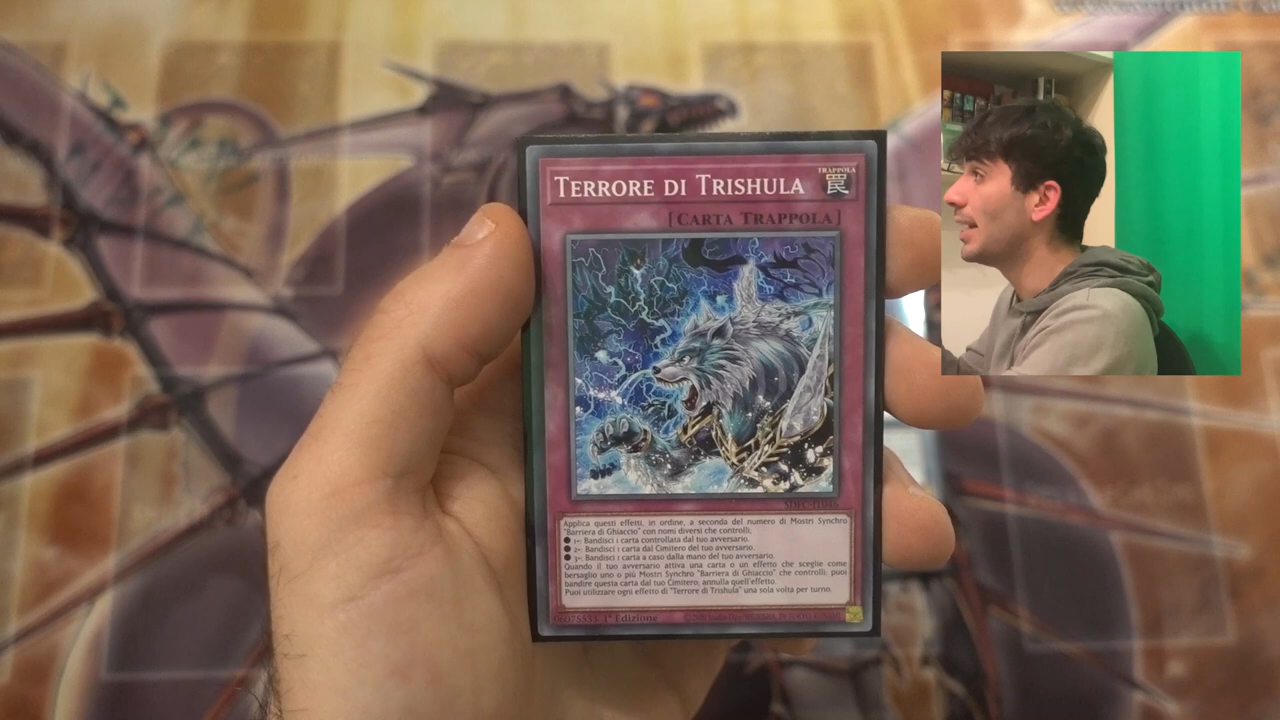 TERRORE DI TRISHULA
TRAPPOLA
罠
[CARTA TRAPPOLA]
SDFC-IT046
Applica questi effetti, in ordine, a seconda del numero di Mostri Synchro
"Barriera di Ghiaccio" con nomi diversi che controlli;
● 1+: Bandisci 1 carta controllata dal tuo avversario.
● 2+: Bandisci 1 carta dal Cimitero del tuo avversario.
● 3+: Bandisci 1 carta a caso dalla mano del tuo avversario.
Quando il tuo avversario attiva una carta o un effetto che sceglie come
bersaglio uno o più Mostri Synchro "Barriera di Ghiaccio" che controlli: puoi
bandire questa carta dal tuo Cimitero; annulla quell'effetto.
Puoi utilizzare ogni effetto di "Terrore di Trishula" una sola volta per turno.
1ª Edizione